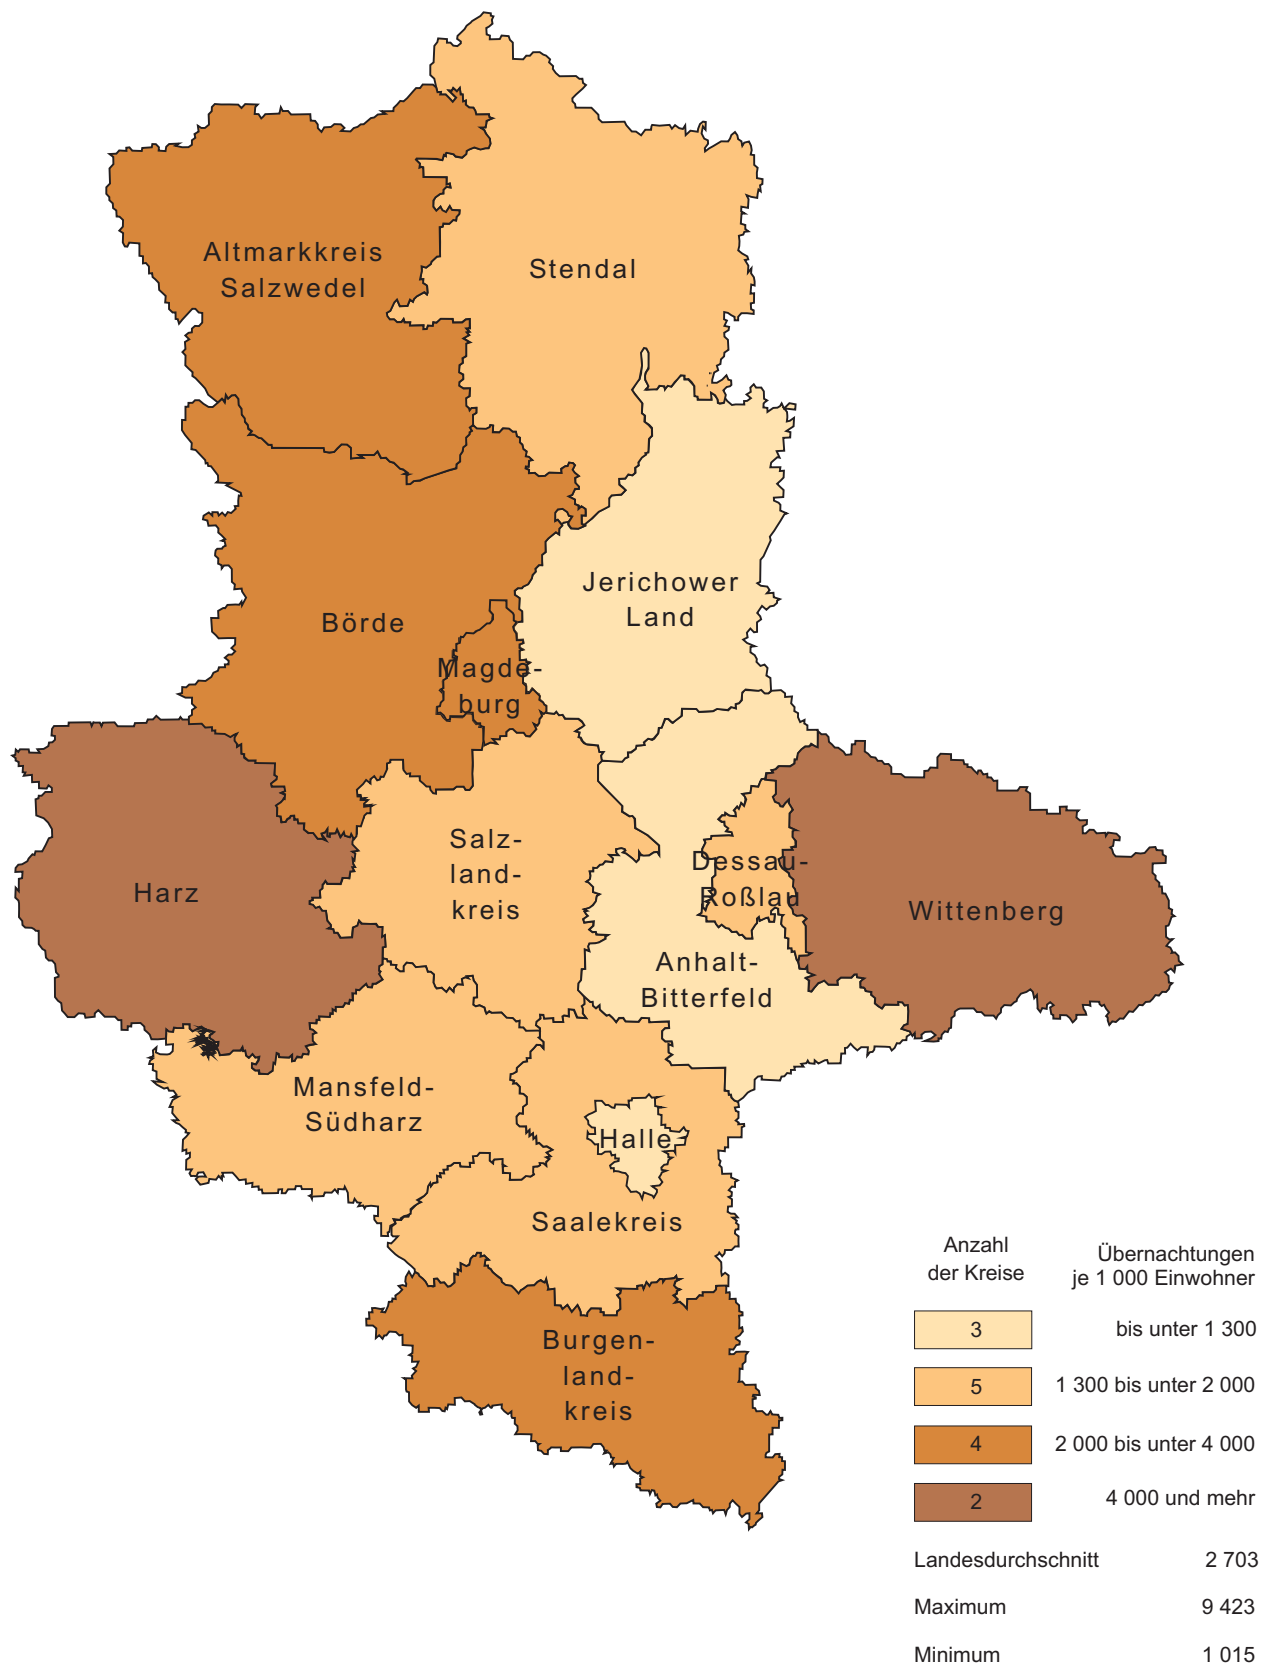 Altmarkkreis
Salzwedel
Stendal
Jerichower
Land
Börde
Magde-
burg
Salz-
land-
kreis
Harz
Dessau-
Roßlau
Wittenberg
Anhalt-
Bitterfeld
Mansfeld-
Südharz
Halle
Saalekreis
Burgen-
land-
kreis
Anzahl
der Kreise
Übernachtungen
je 1 000 Einwohner
3 bis unter 1 300
5 1 300 bis unter 2 000
4 2 000 bis unter 4 000
2 4 000 und mehr
Landesdurchschnitt 2 703
Maximum 9 423
Minimum 1 015